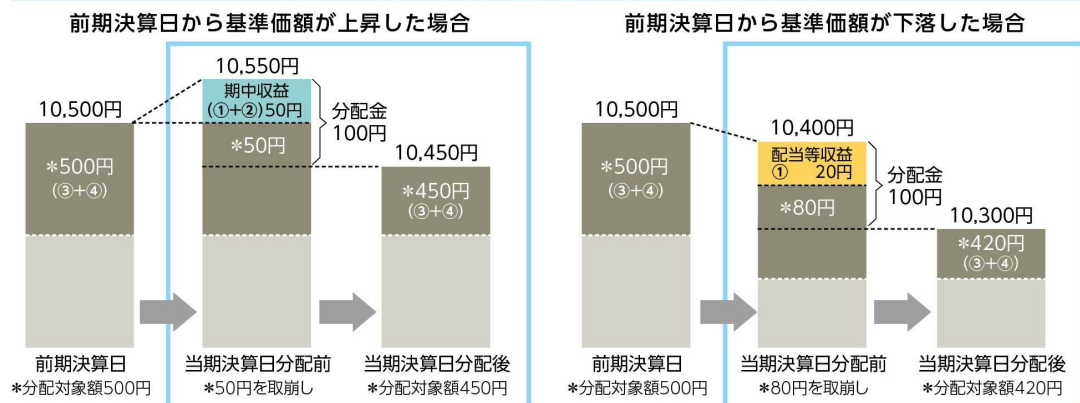 前期決算日から基準価額が上昇した場合
10,550円
10,500円
期中収益
(①+②)50円
分配金
100円
*500円
(③+④)
*50円
10,450円
*450円
(③+④)
前期決算日
*分配対象額500円
当期決算日分配前
*50円を取崩し
当期決算日分配後
*分配対象額450円
前期決算日から基準価額が下落した場合
10,500円
10,400円
配当等収益
① 20円
分配金
100円
*500円
(③+④)
*80円
10,300円
*420円
(③+④)
前期決算日
*分配対象額500円
当期決算日分配前
*80円を取崩し
当期決算日分配後
*分配対象額420円